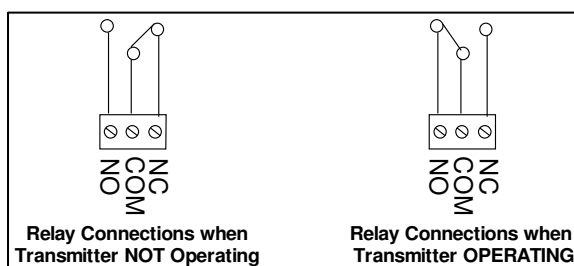 NO COM NC
Relay Connections when
Transmitter NOT Operating
NO COM NC
Relay Connections when
Transmitter OPERATING